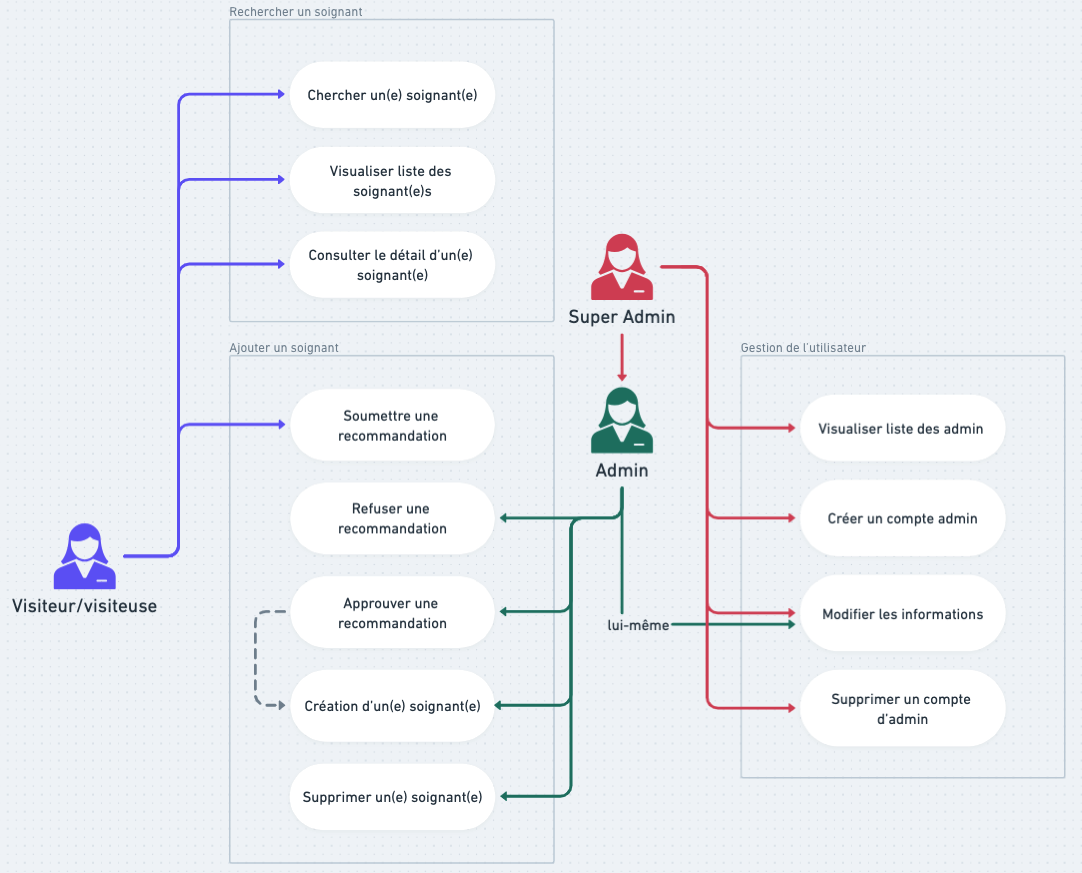 Rechercher un soignant
Chercher un(e) soignant(e)
Visualiser liste des
soignant(e)s
Consulter le détail d'un(e)
soignant(e)
Super Admin
Ajouter un soignant
Soumettre une
recommandation
Refuser une
recommandation
Approuver une
recommandation
Création d'un(e) soignant(e)
Supprimer un(e) soignant(e)
Admin
lui-même
Gestion de l'utilisateur
Visualiser liste des admin
Créer un compte admin
Modifier les informations
Supprimer un compte
d'admin
Visiteur/visiteuse